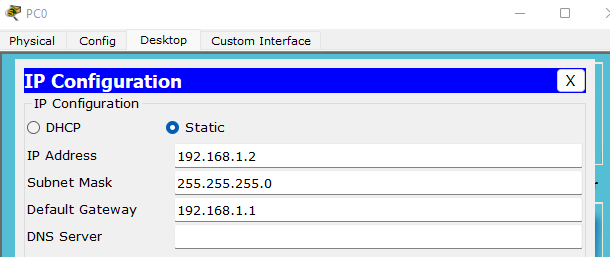 PC0
Physical Config Desktop Custom Interface
IP Configuration X
IP Configuration
DHCP Static
IP Address 192.168.1.2
Subnet Mask 255.255.255.0
Default Gateway 192.168.1.1
DNS Server